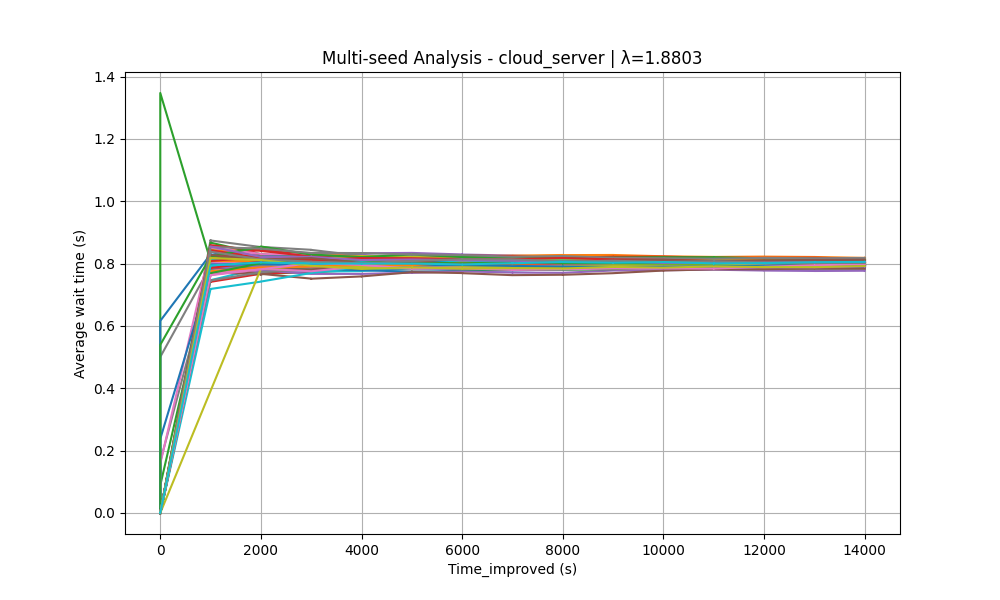 Multi-seed Analysis - cloud_server | λ=1.8803
1.4
1.2
1.0
0.8
0.6
0.4
0.2
0.0
Average wait time (s)
0 2000 4000 6000 8000 10000 12000 14000
Time_improved (s)